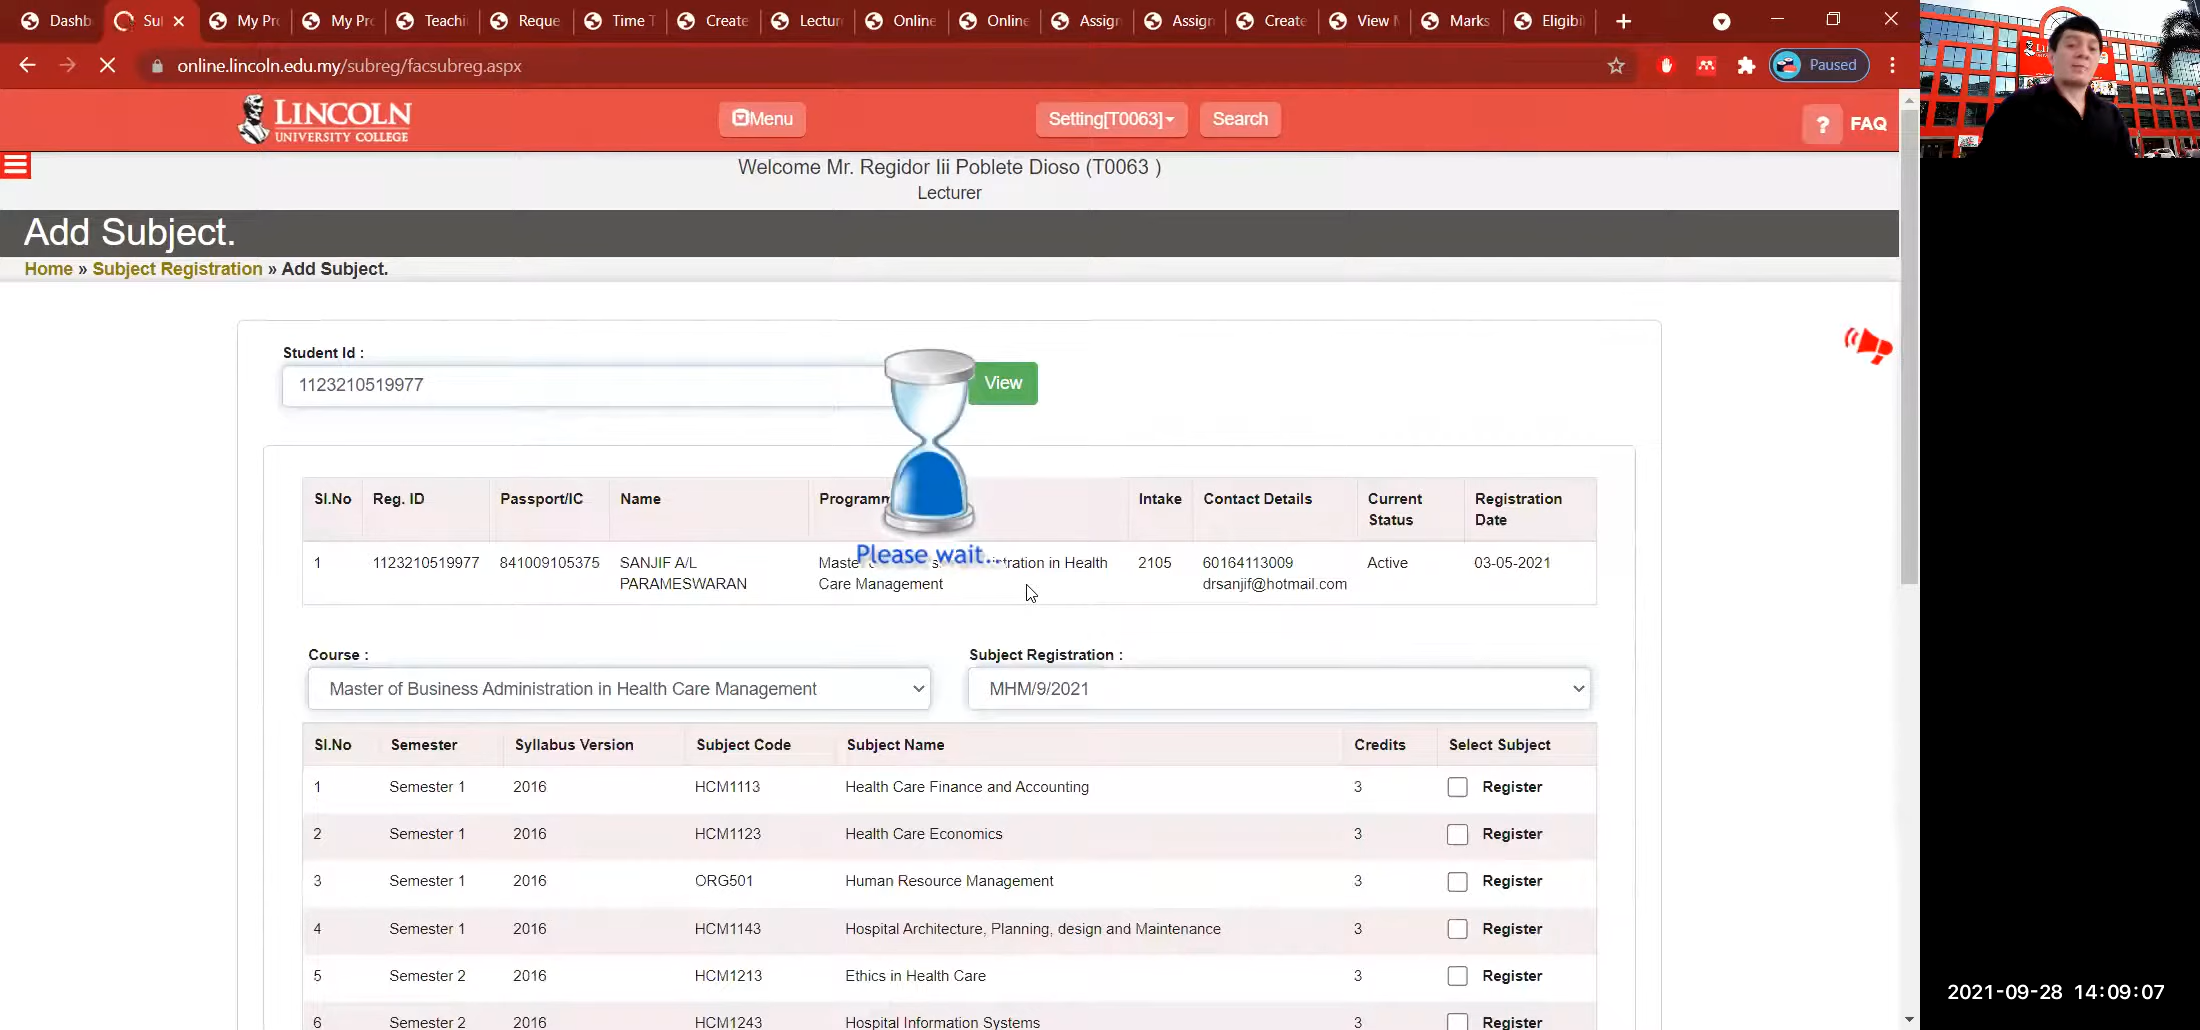 Dashb Sul My Pr My Pr Teachi Reque Time T Create Lectur Online Online Assign Assign Create View M Marks Eligibi
online.lincoln.edu.my/subreg/facsubreg.aspx Paused
LINCOLN
UNIVERSITY COLLEGE
Menu Setting[T0063] Search ? FAQ
Welcome Mr. Regidor Iii Poblete Dioso (T0063 )
Lecturer
Add Subject.
Home » Subject Registration » Add Subject.
Student Id :
1123210519977 View
Sl.No Reg. ID Passport/IC Name Programm Intake Contact Details Current Status Registration Date
Please wait...
1 1123210519977 841009105375 SANJIF A/L Maste stration in Health 2105 60164113009 Active 03-05-2021
PARAMESWARAN Care Management drsanjif@hotmail.com
Course : Subject Registration :
Master of Business Administration in Health Care Management MHM/9/2021
Sl.No Semester Syllabus Version Subject Code Subject Name Credits Select Subject
1 Semester 1 2016 HCM1113 Health Care Finance and Accounting 3 Register
2 Semester 1 2016 HCM1123 Health Care Economics 3 Register
3 Semester 1 2016 ORG501 Human Resource Management 3 Register
4 Semester 1 2016 HCM1143 Hospital Architecture, Planning, design and Maintenance 3 Register
5 Semester 2 2016 HCM1213 Ethics in Health Care 3 Register
6 Semester 2 2016 HCM1243 Hospital Information Systems 3 Register
2021-09-28 14:09:07